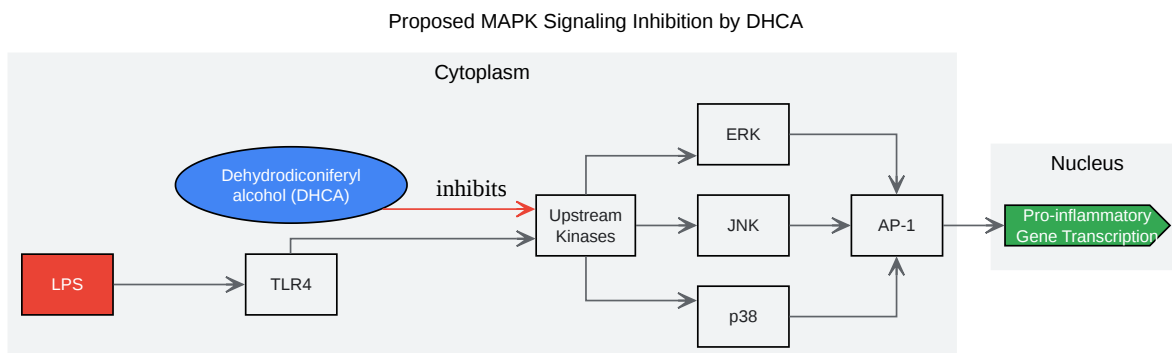 Proposed MAPK Signaling Inhibition by DHCA
Cytoplasm
ERK
Nucleus
Dehydrodiconiferyl
alcohol (DHCA)
inhibits
Upstream
Kinases
JNK
AP-1
Pro-inflammatory
Gene Transcription
LPS
TLR4
p38